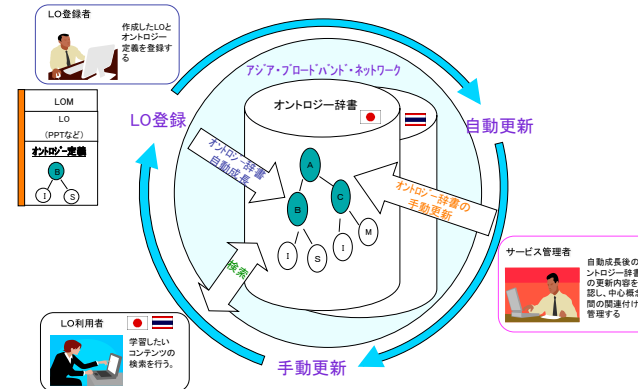 LO登録者
作成したLOと
オントロジー
定義を登録す
る
アジア・ブロードバンド・ネットワーク
オントロジー辞書
LOM
LO
(PPTなど)
オントロジー定義
B
I
S
LO登録
自動更新
オントロジー辞書
自動成長
A
B
C
I
S
I
M
オントロジー辞書の
手動更新
検索
サービス管理者
自動成長後の
ントロジー辞書
の更新内容を
認し、中心概念
間の関連付け
管理する
LO利用者
学習したい
コンテンツの
検索を行う。
手動更新